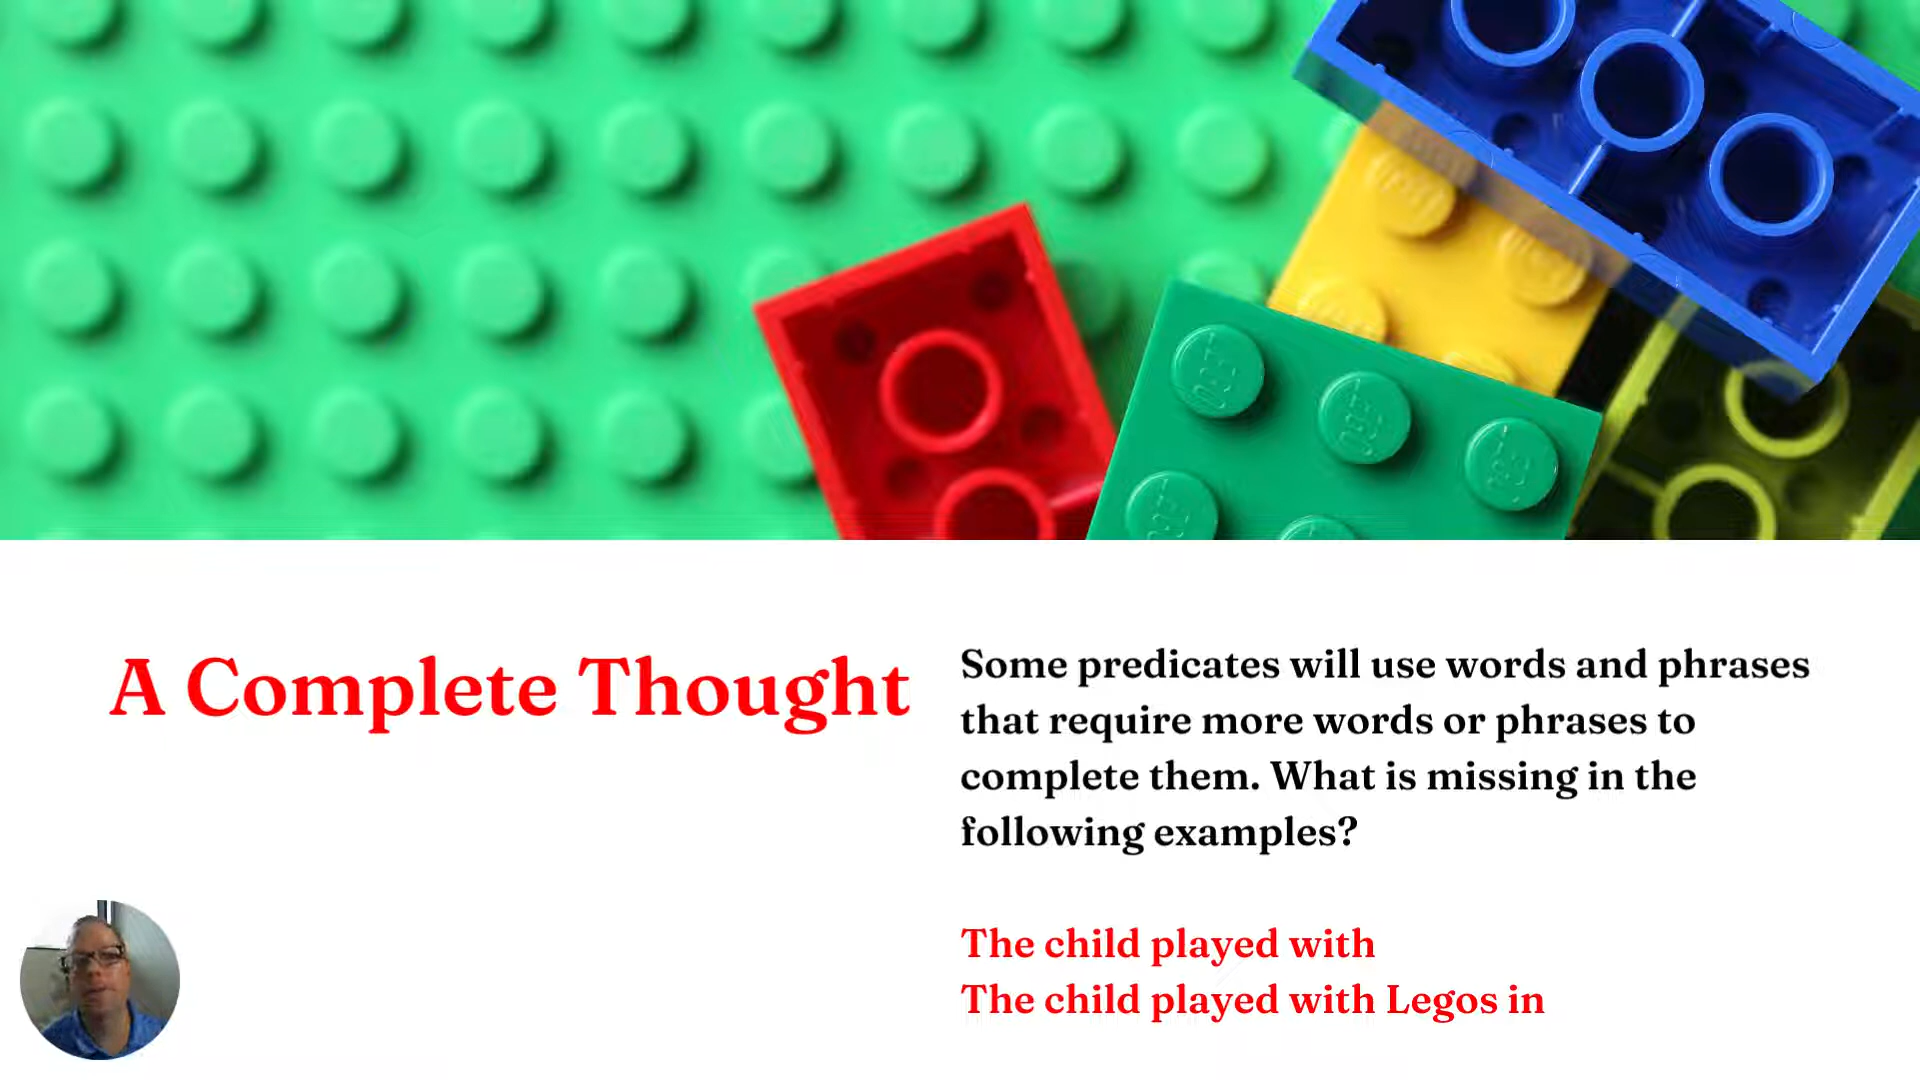 A Complete Thought
Some predicates will use words and phrases
that require more words or phrases to
complete them. What is missing in the
following examples?
The child played with
The child played with Legos in